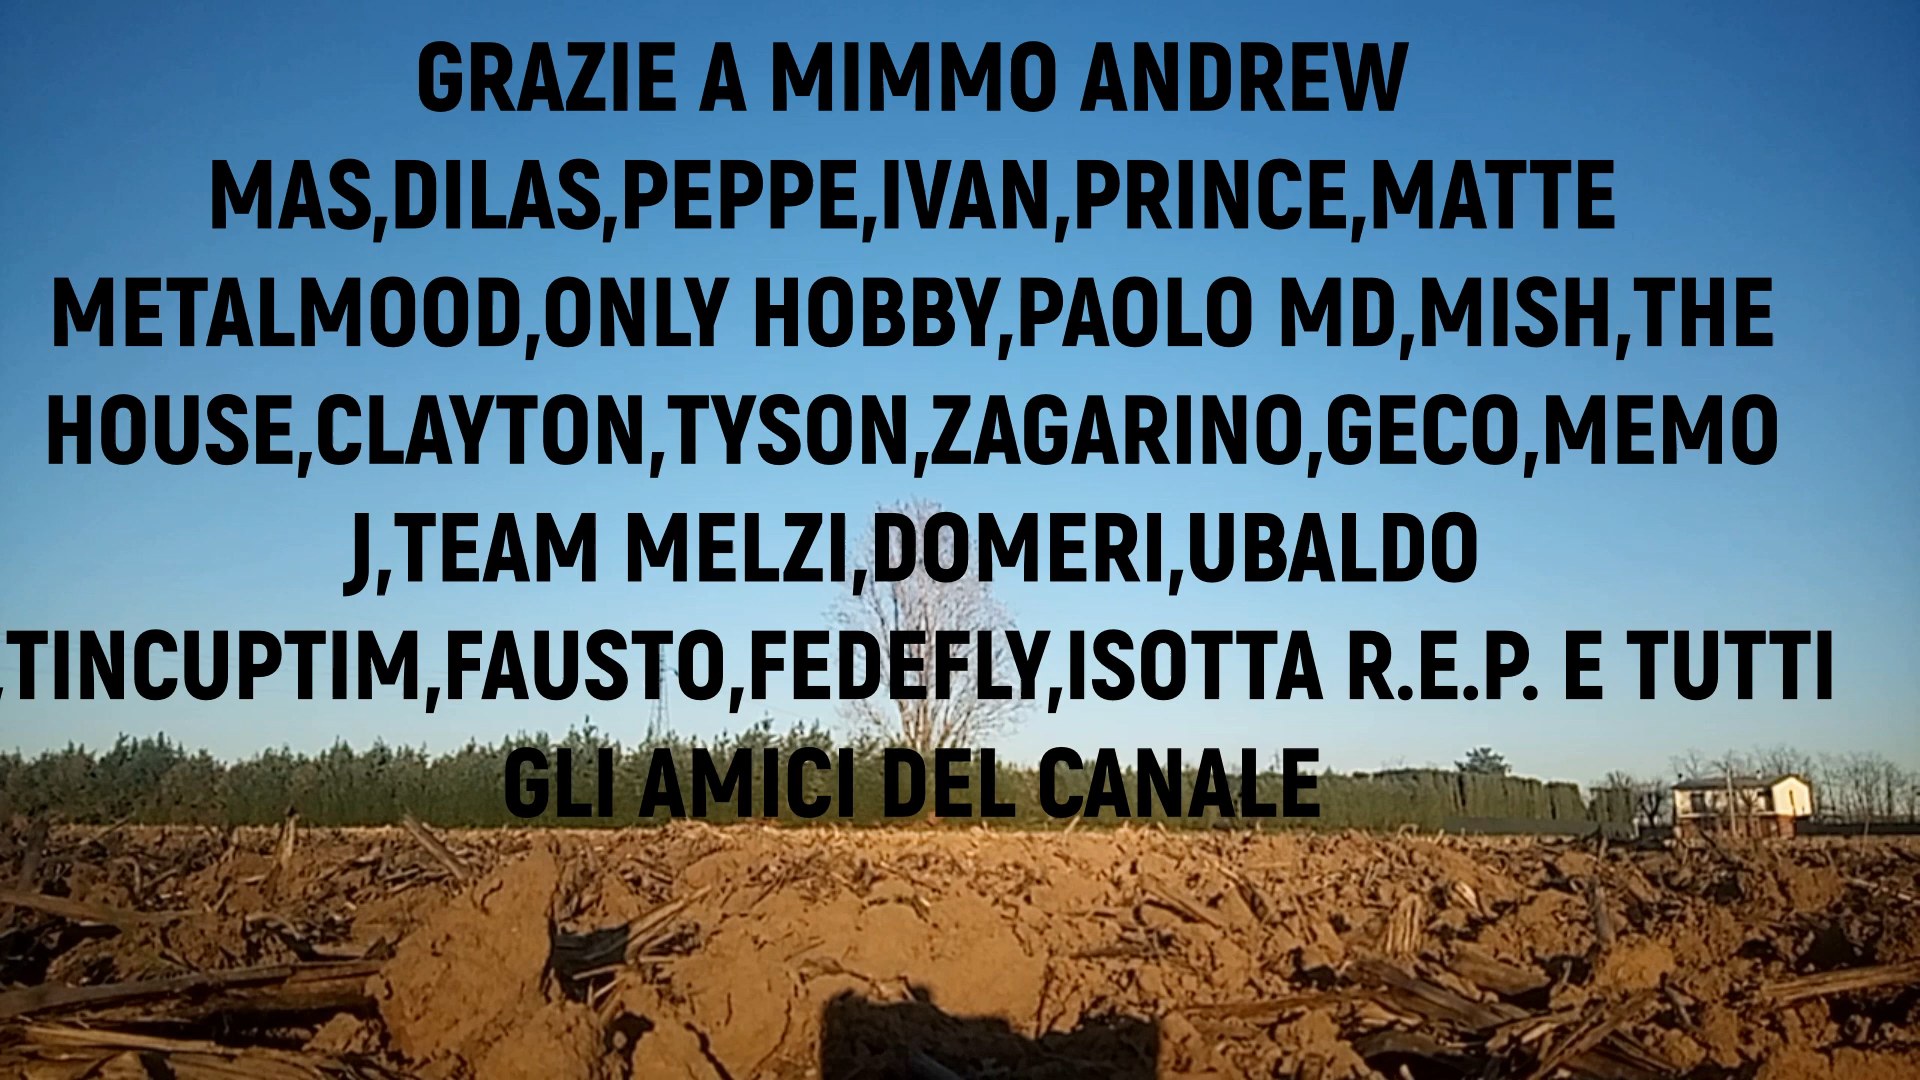 GRAZIE A MIMMO ANDREW
MAS,DILAS,PEPPE,IVAN,PRINCE,MATTE
METALMOOD,ONLY HOBBY,PAOLO MD,MISH,THE
HOUSE,CLAYTON,TYSON,ZAGARINO,GECO,MEMO
J,TEAM MELZI,DOMERI,UBALDO
,TINCUPTIM,FAUSTO,FEDEFLY,ISOTTA R.E.P. E TUTTI
GLI AMICI DEL CANALE